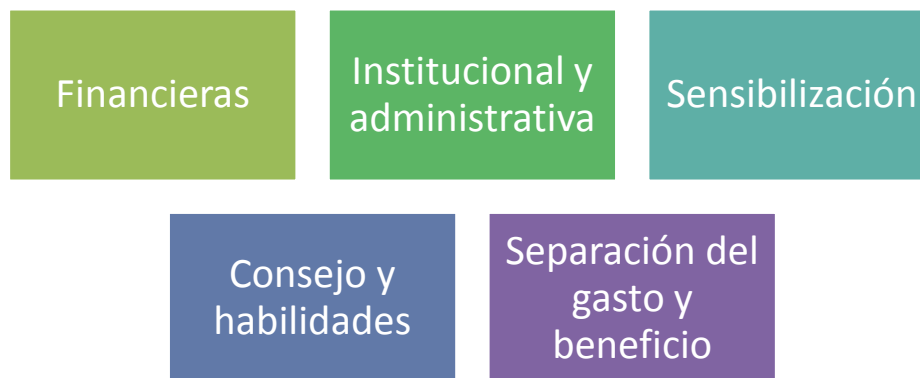 Financieras
Institucional y
administrativa
Sensibilización
Consejo y
habilidades
Separación del
gasto y
beneficio